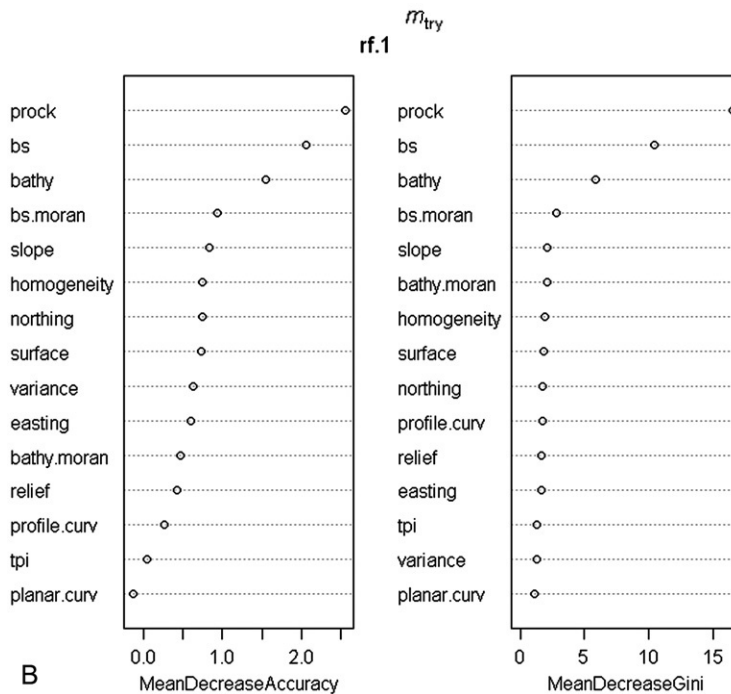 m_try
rf.1
prock
bs
bathy
bs.moran
slope
homogeneity
northing
surface
variance
easting
bathy.moran
relief
profile.curv
tpi
planar.curv
0.0 1.0 2.0
MeanDecreaseAccuracy
prock
bs
bathy
bs.moran
slope
bathy.moran
homogeneity
surface
northing
profile.curv
relief
easting
tpi
variance
planar.curv
0 5 10 15
MeanDecreaseGini
B